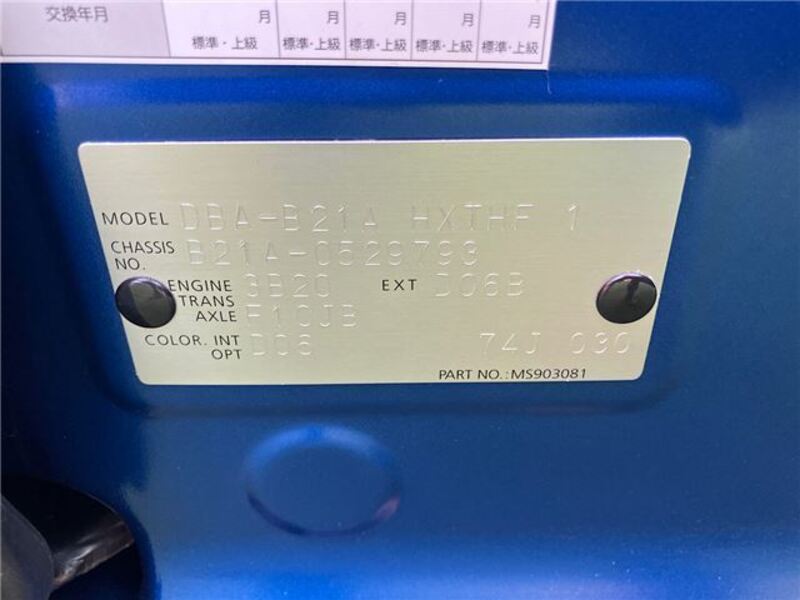 交換年月 月 月 月 月 月
標準・上級 標準・上級 標準・上級 標準・上級 標準・上級
MODEL DBA-B21A HXTHF 1
CHASSIS NO. B21A-0529793
ENGINE 3B20 EXT D06B
TRANS AXLE F1CJB
COLOR. INT OPT D06 74J 030
PART NO.:MS903081